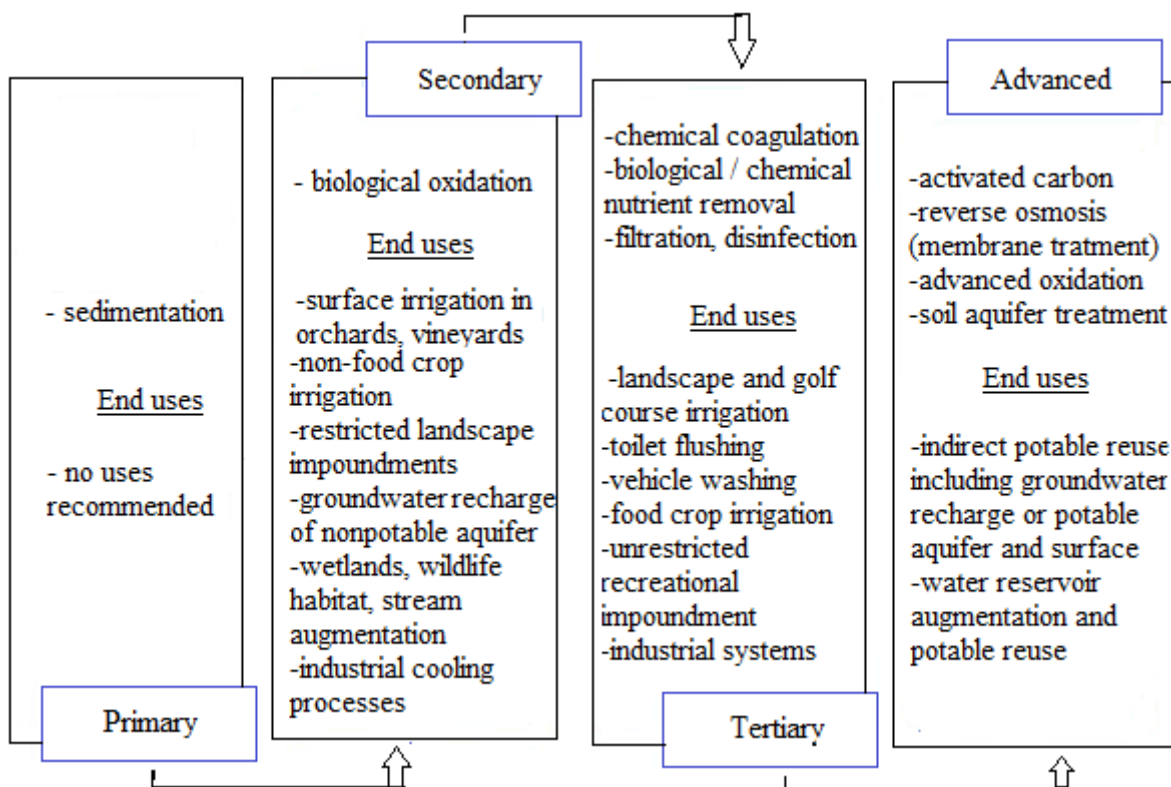 Primary
- sedimentation
End uses
- no uses
recommended
Secondary
- biological oxidation
End uses
-surface irrigation in
orchards, vineyards
-non-food crop
irrigation
-restricted landscape
impoundments
-groundwater recharge
of nonpotable aquifer
-wetlands, wildlife
habitat, stream
augmentation
-industrial cooling
processes
-chemical coagulation
-biological / chemical
nutrient removal
-filtration, disinfection
End uses
-landscape and golf
course irrigation
-toilet flushing
-vehicle washing
-food crop irrigation
-unrestricted
recreational
impoundment
-industrial systems
Tertiary
Advanced
-activated carbon
-reverse osmosis
(membrane tratment)
-advanced oxidation
-soil aquifer treatment
End uses
-indirect potable reuse
including groundwater
recharge or potable
aquifer and surface
-water reservoir
augmentation and
potable reuse